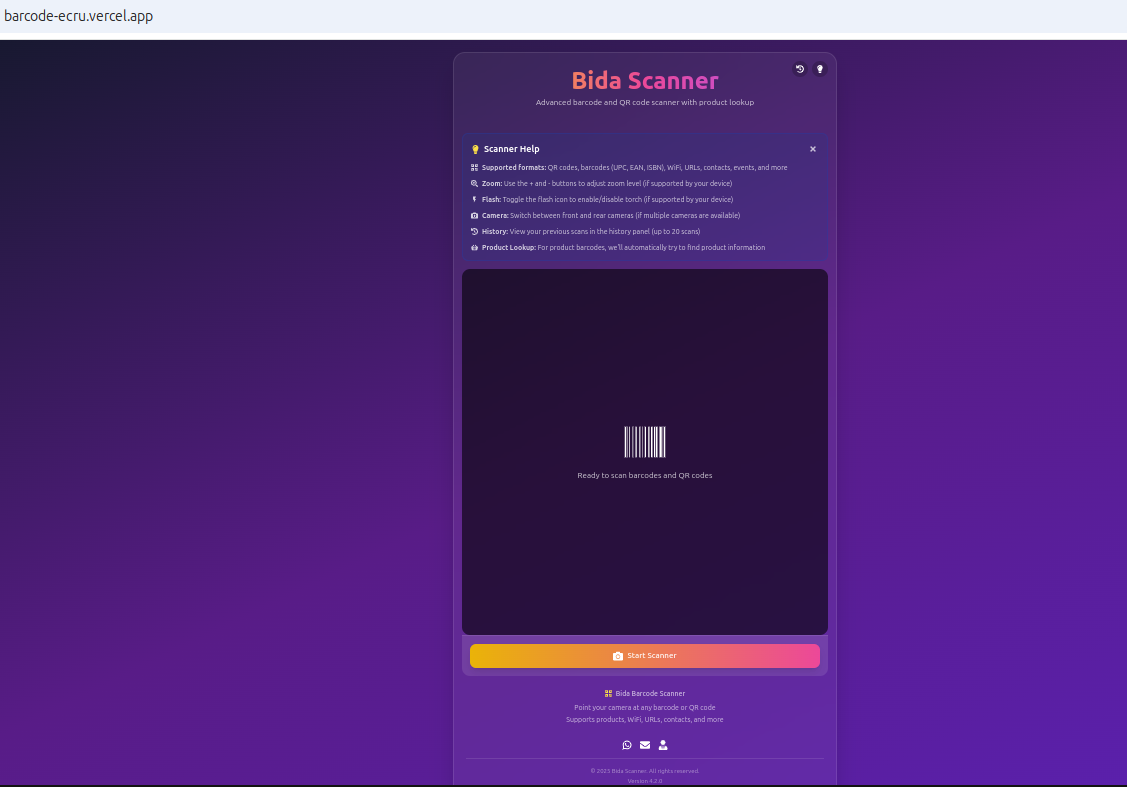 barcode-ecru.vercel.app
Bida Scanner
Advanced barcode and QR code scanner with product lookup
Scanner Help
Supported formats: QR codes, barcodes (UPC, EAN, ISBN), WiFi, URLs, contacts, events, and more
Zoom: Use the + and - buttons to adjust zoom level (if supported by your device)
Flash: Toggle the flash icon to enable/disable torch (if supported by your device)
Camera: Switch between front and rear cameras (if multiple cameras are available)
History: View your previous scans in the history panel (up to 20 scans)
Product Lookup: For product barcodes, we'll automatically try to find product information
Ready to scan barcodes and QR codes
Start Scanner
Bida Barcode Scanner
Point your camera at any barcode or QR code
Supports products, WiFi, URLs, contacts, and more
© 2025 Bida Scanner. All rights reserved.
Version 4.2.0